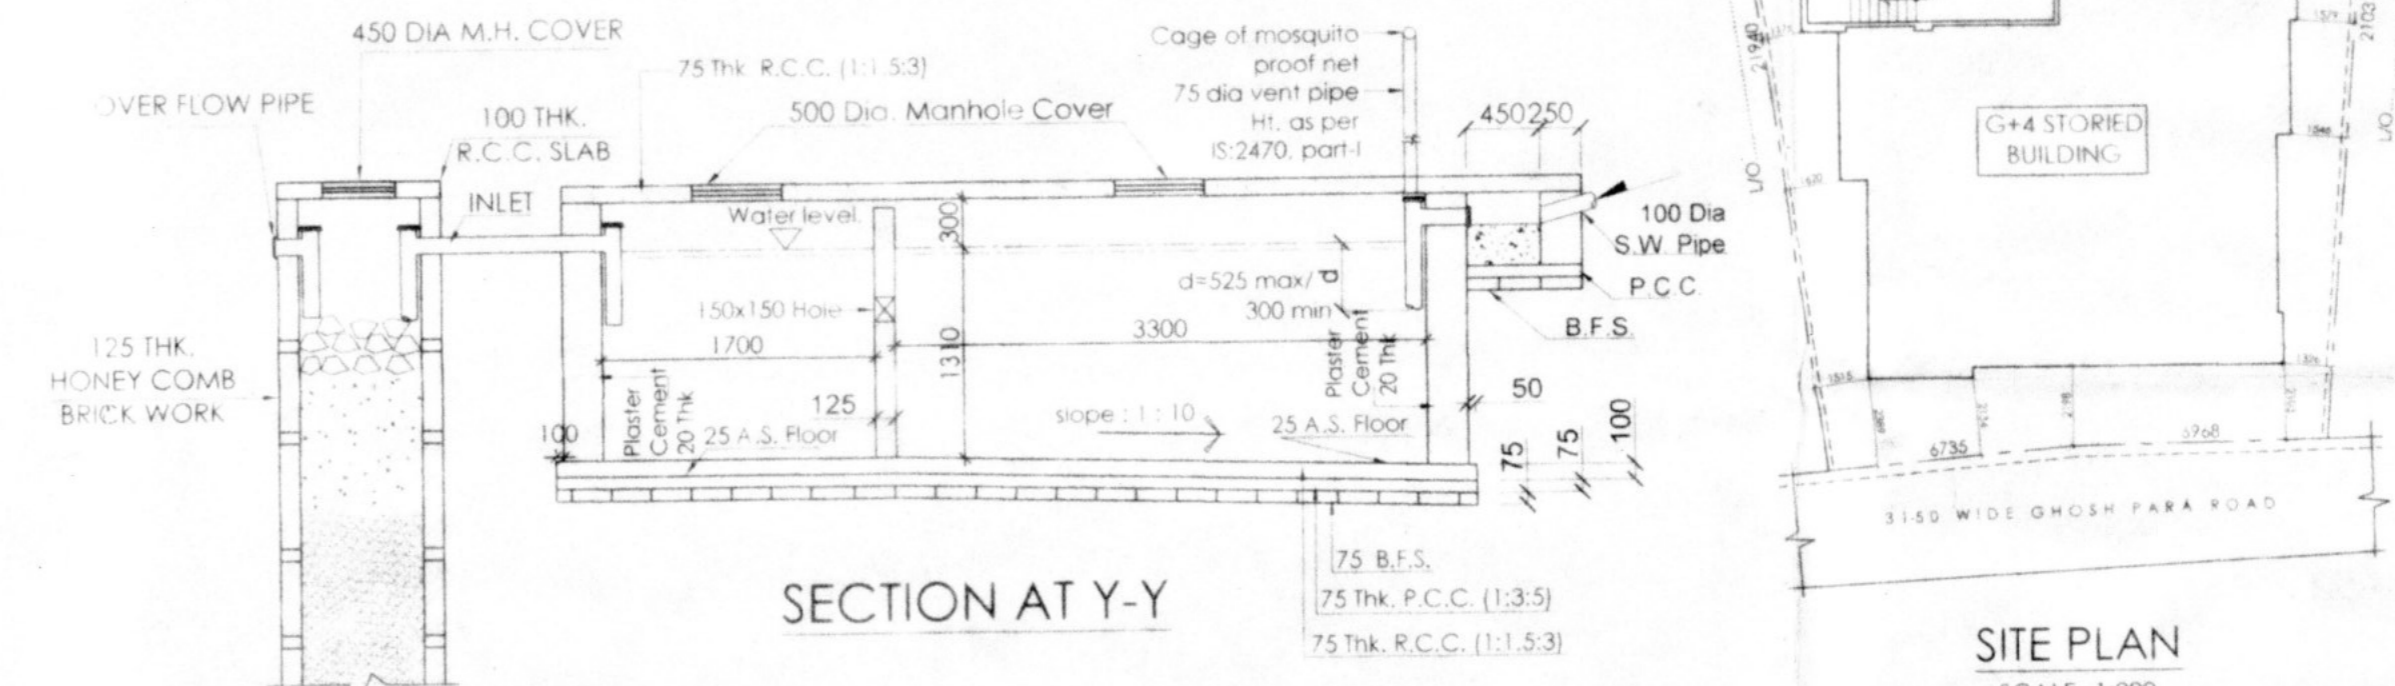 450 DIA M.H. COVER
OVER FLOW PIPE
100 THK.
R.C.C. SLAB
INLET
125 THK.
HONEY COMB
BRICK WORK
75 Thk R.C.C. (1:1.5:3)
500 Dia. Manhole Cover
Cage of mosquito
proof net
75 dia vent pipe
Ht. as per
IS:2470, part-I
450
250
100 Dia
S.W. Pipe
P.C.C.
B.F.S.
Water level.
300
d=525 max/
300 min
d
150x150 Hole
1700
3300
1310
Plaster
Cement
20 Thk
Plaster
Cement
20 Thk
125
100
25 A.S. Floor
slope : 1 : 10
25 A.S. Floor
50
75
75
100
75 B.F.S.
75 Thk. P.C.C. (1:3:5)
75 Thk. R.C.C. (1:1.5:3)
SECTION AT Y-Y
21940
L/O
2103
L/O
G+4 STORIED
BUILDING
1515
6735
6968
31-50 WIDE GHOSH PARA ROAD
SITE PLAN